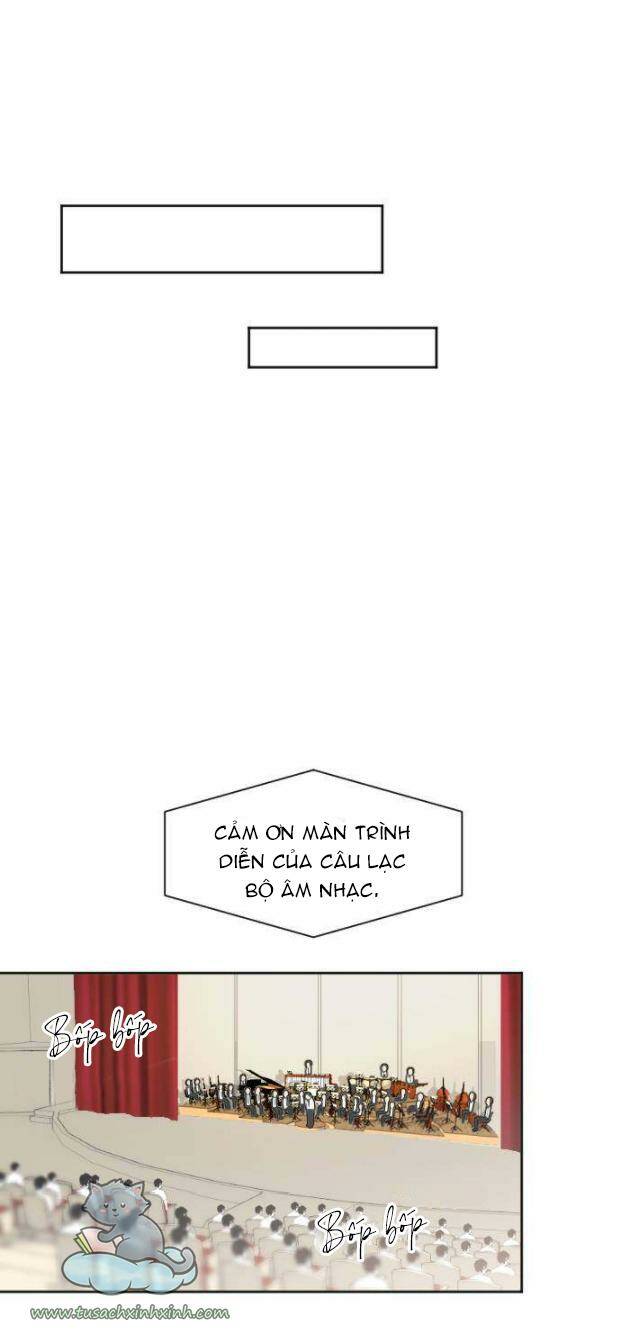 CẢM ƠN MÀN TRÌNH
DIỄN CỦA CÂU LẠC
BỘ ÂM NHẠC.
Bốp bốp
Bốp bốp
www.tusachxinhxinh.com